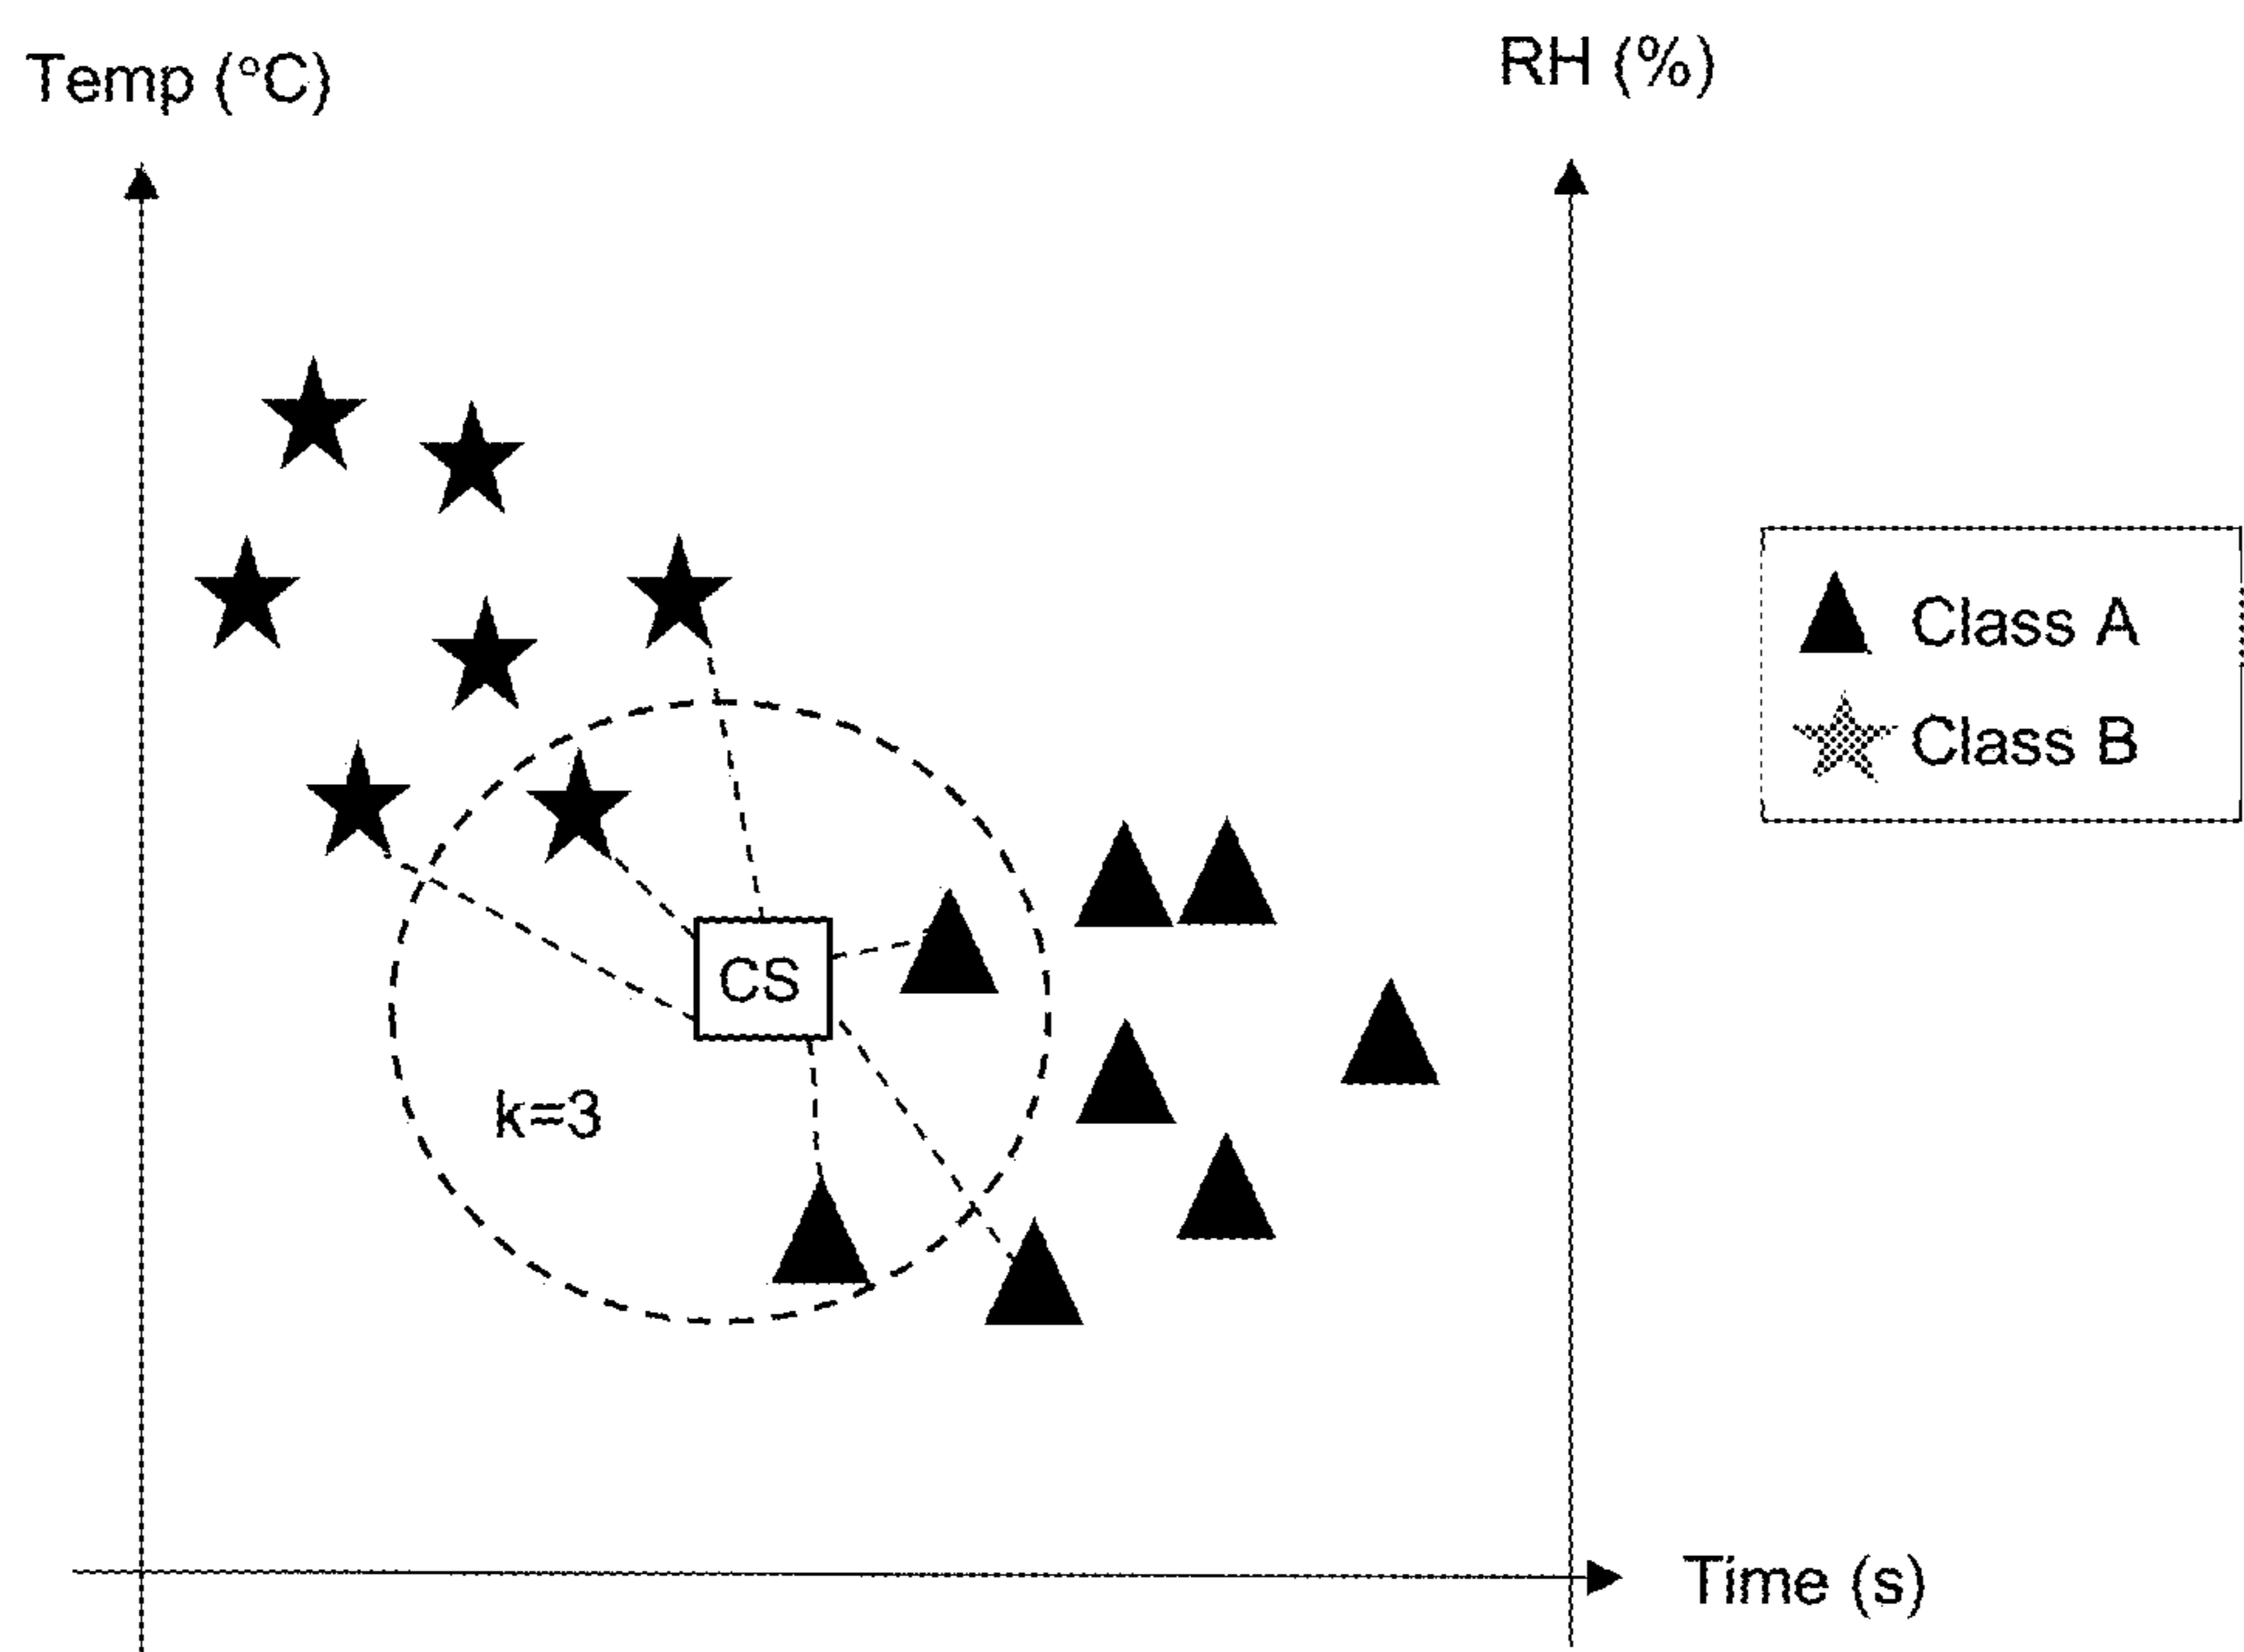 Temp (°C)
RH (%)
Class A
Class B
CS
k=3
Time (s)